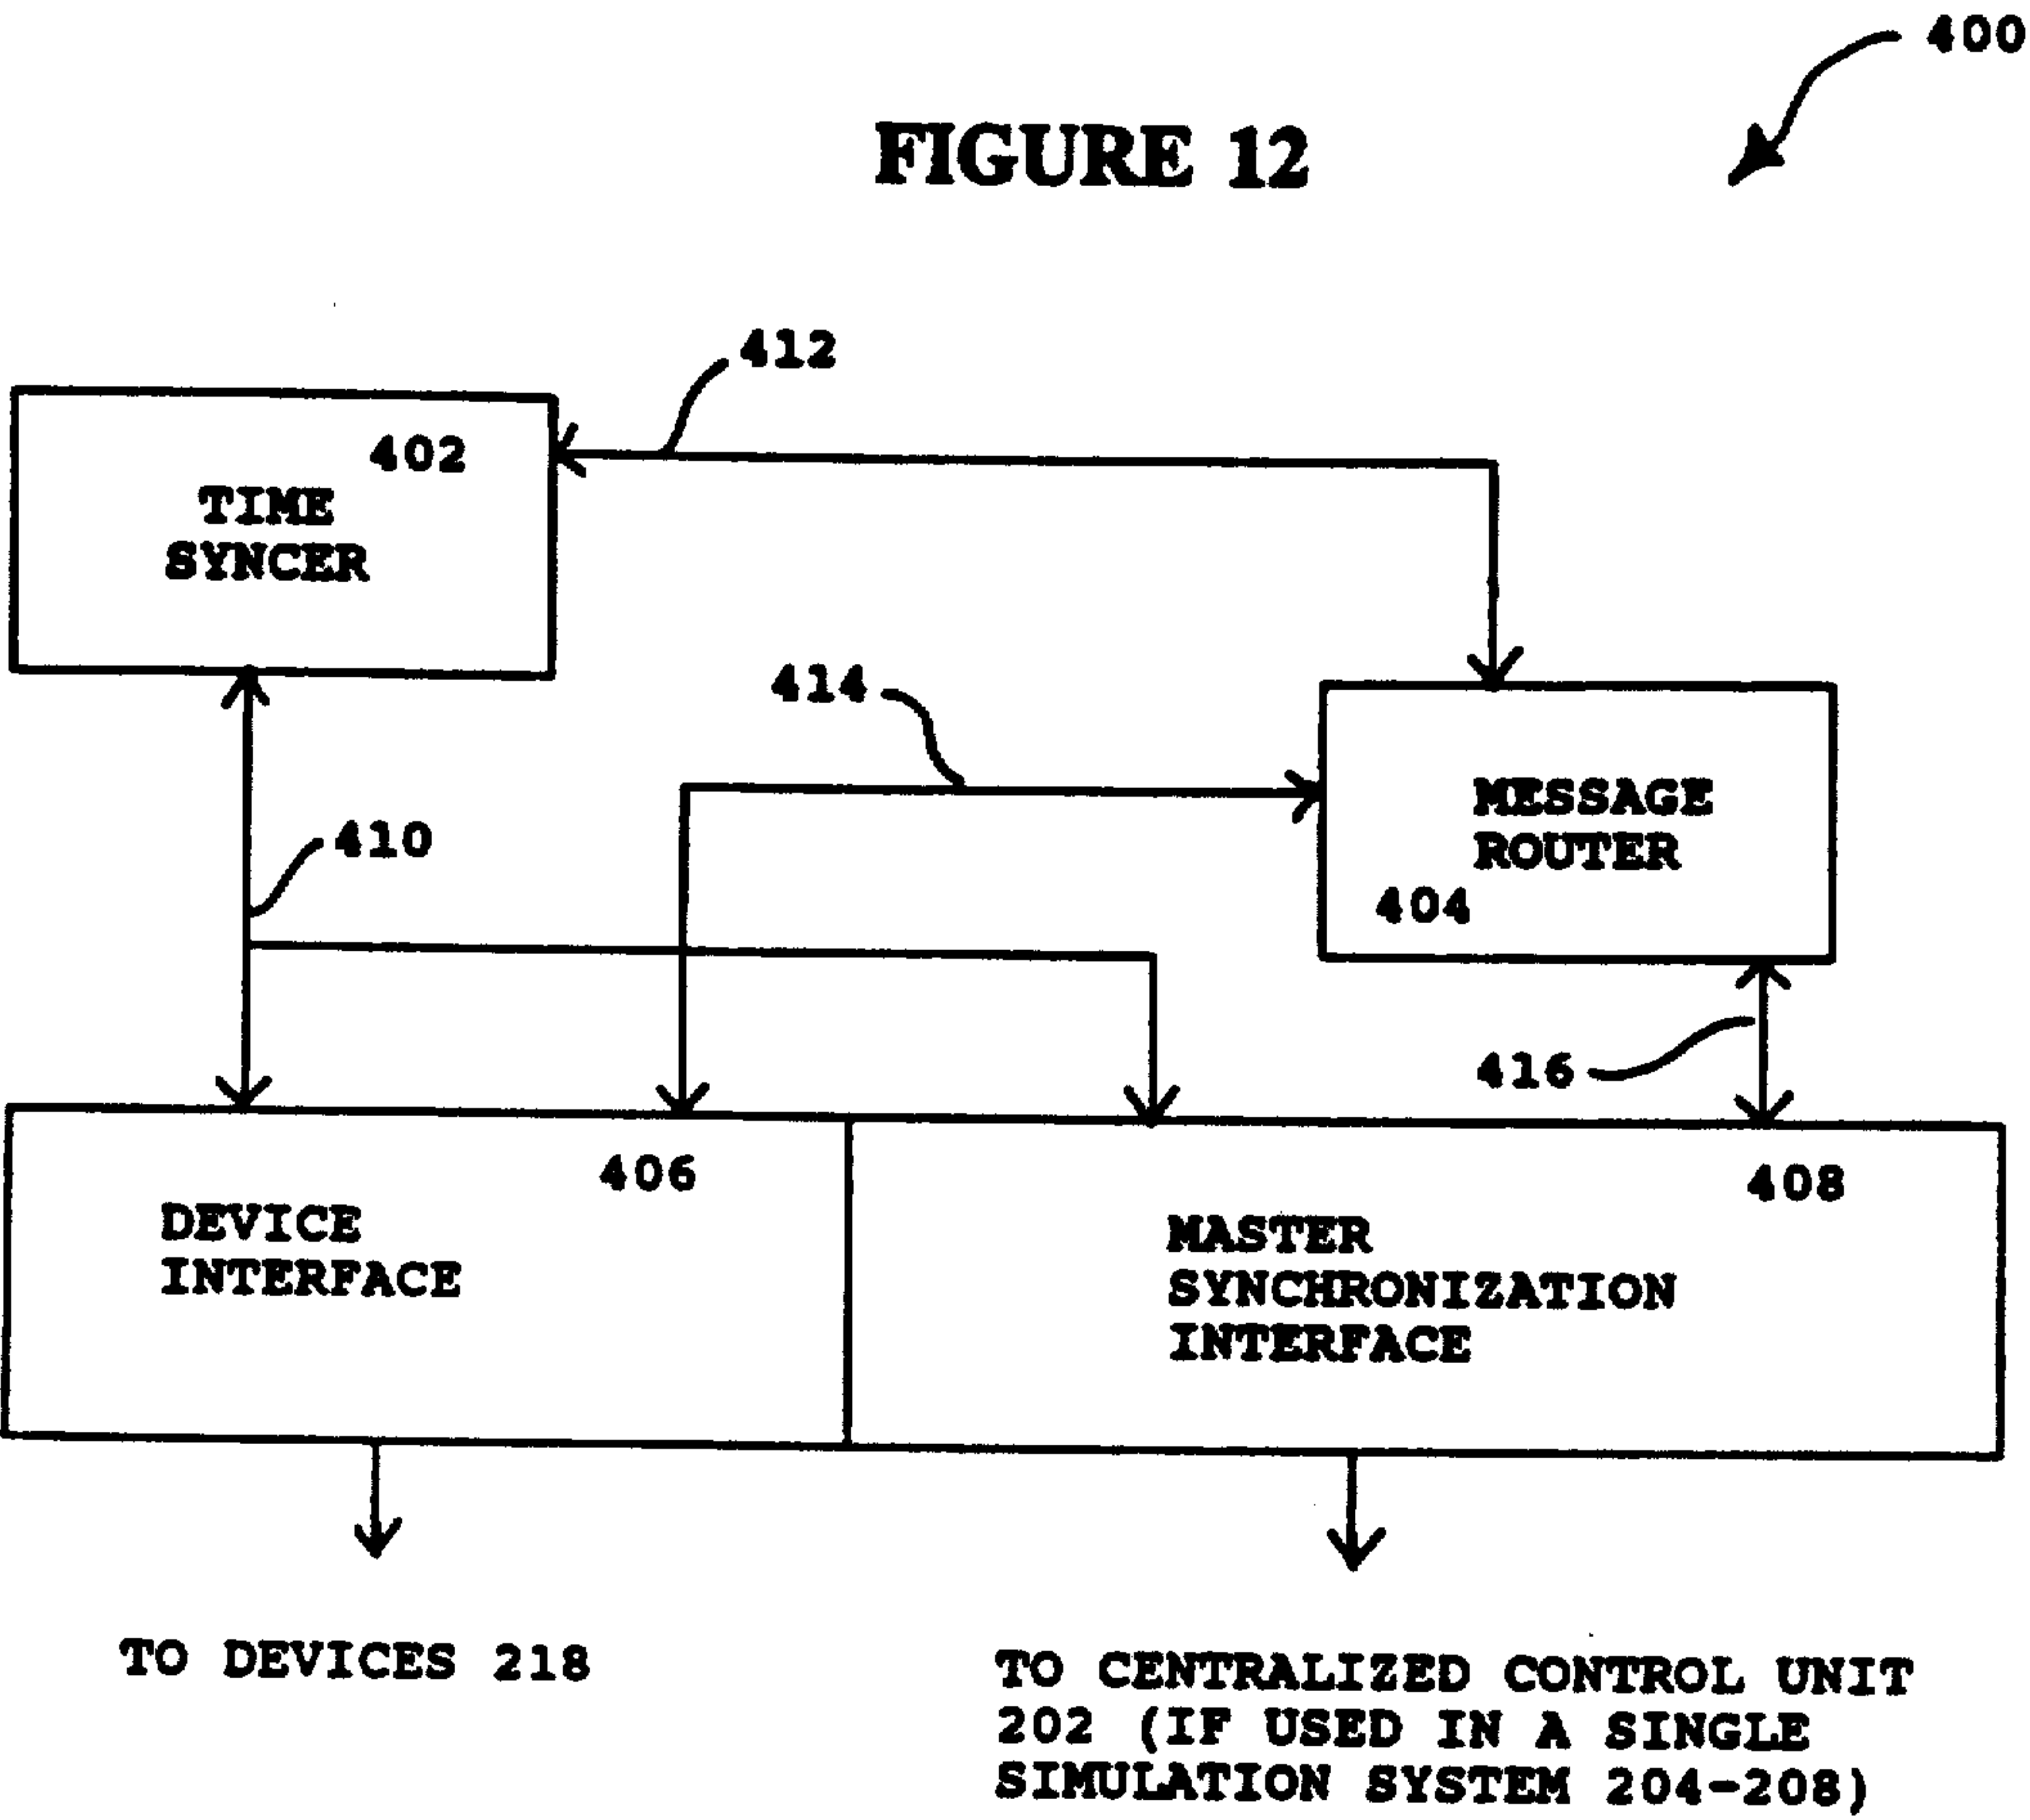 400
FIGURE 12
412
402
TIME
SYNCER
414
MESSAGE
ROUTER
404
410
416
406
DEVICE
INTERFACE
408
MASTER
SYNCHRONIZATION
INTERFACE
TO DEVICES 218
TO CENTRALIZED CONTROL UNIT
202 (IF USED IN A SINGLE
SIMULATION SYSTEM 204-208)